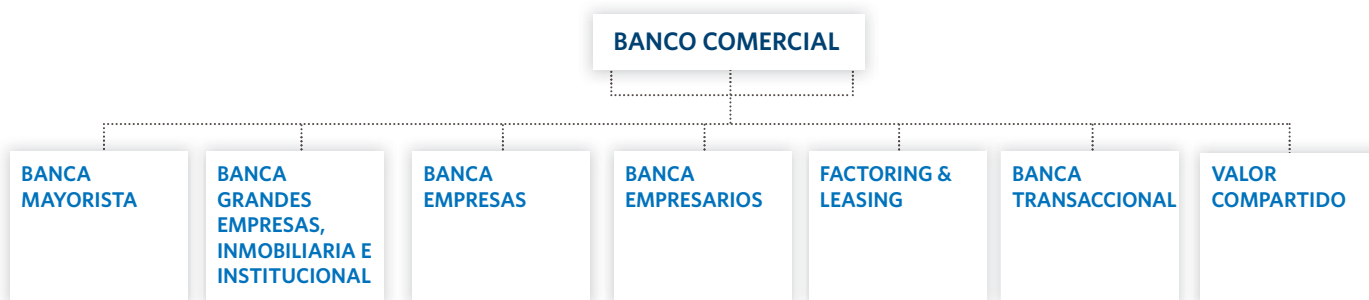 BANCO COMERCIAL
BANCA
MAYORISTA
BANCA
GRANDES
EMPRESAS,
INMOBILIARIA E
INSTITUCIONAL
BANCA
EMPRESAS
BANCA
EMPRESARIOS
FACTORING &
LEASING
BANCA
TRANSACCIONAL
VALOR
COMPARTIDO